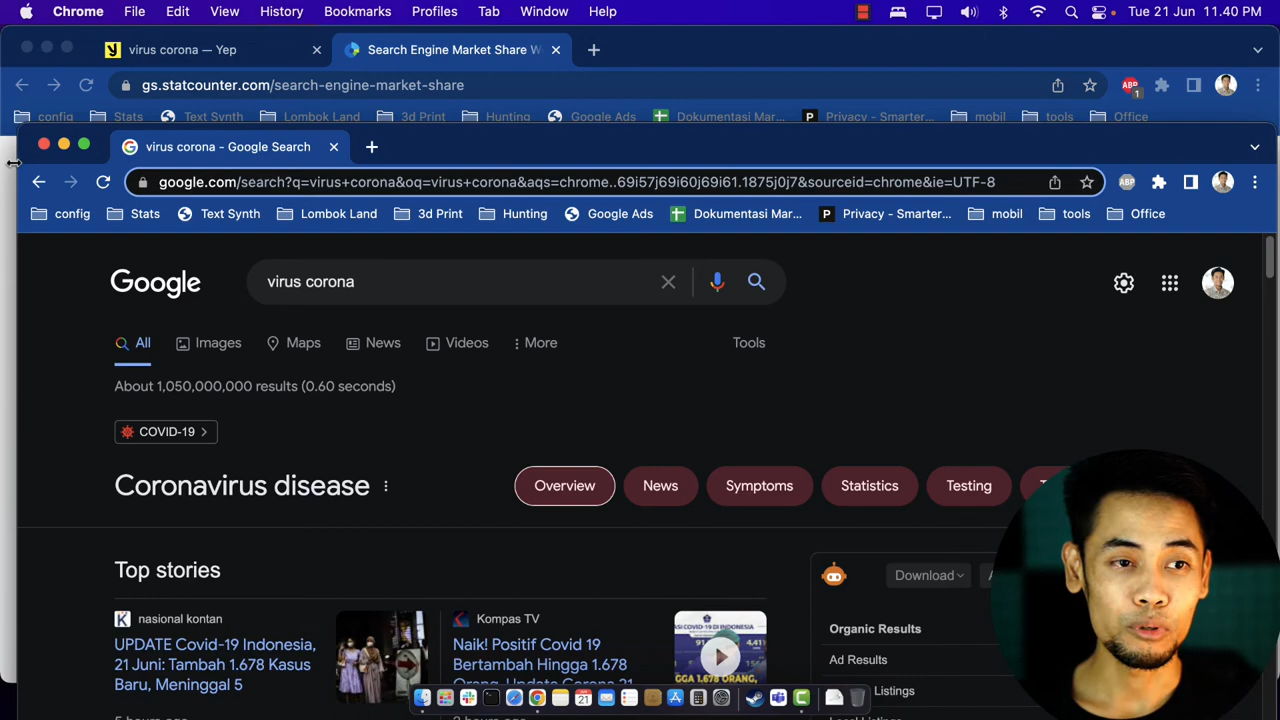 Chrome File Edit View History Bookmarks Profiles Tab Window Help Tue 21 Jun 11.40 PM
virus corona — Yep
Search Engine Market Share W
gs.statcounter.com/search-engine-market-share
ABP 1
config Stats Text Synth Lombok Land 3d Print Hunting Google Ads Dokumentasi Mar... Privacy - Smarter... mobil tools Office
virus corona - Google Search
google.com/search?q=virus+corona&oq=virus+corona&aqs=chrome..69i57j69i60j69i61.1875j0j7&sourceid=chrome&ie=UTF-8
ABP
config Stats Text Synth Lombok Land 3d Print Hunting Google Ads Dokumentasi Mar... Privacy - Smarter... mobil tools Office
Google virus corona
All Images Maps News Videos More Tools
About 1,050,000,000 results (0.60 seconds)
COVID-19
Coronavirus disease
Overview News Symptoms Statistics Testing
Top stories
nasional kontan
UPDATE Covid-19 Indonesia,
21 Juni: Tambah 1.678 Kasus
Baru, Meninggal 5
Kompas TV
Naik! Positif Covid 19
Bertambah Hingga 1.678
Download
Organic Results
Ad Results
Listings